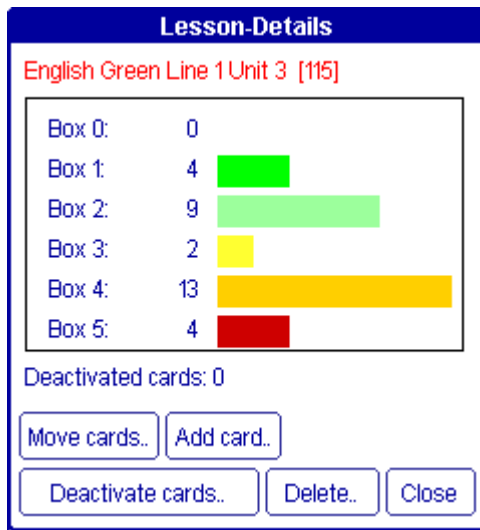 Lesson-Details
English Green Line 1 Unit 3 [115]
Box 0: 0
Box 1: 4
Box 2: 9
Box 3: 2
Box 4: 13
Box 5: 4
Deactivated cards: 0
Move cards.. Add card..
Deactivate cards.. Delete.. Close